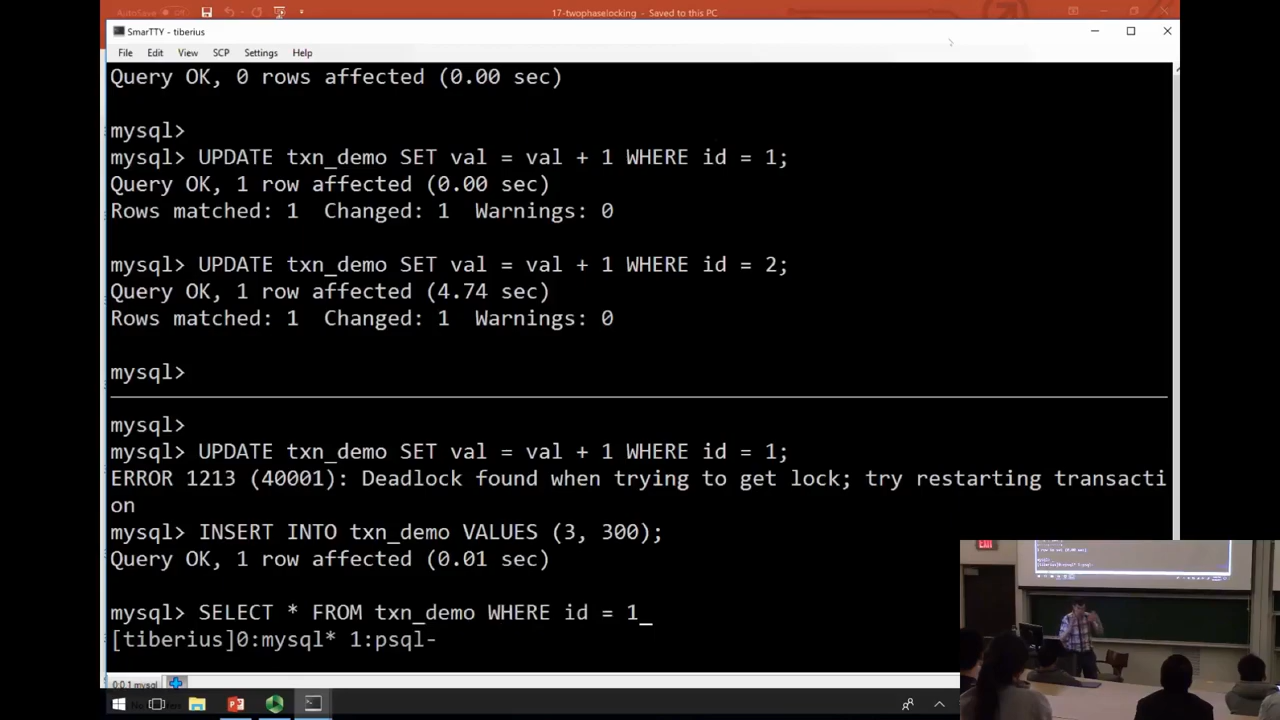 AutoSave
17-twophaselocking - Saved to this PC
SmarTTY - tiberius
File Edit View SCP Settings Help
Query OK, 0 rows affected (0.00 sec)
mysql>
mysql> UPDATE txn_demo SET val = val + 1 WHERE id = 1;
Query OK, 1 row affected (0.00 sec)
Rows matched: 1 Changed: 1 Warnings: 0
mysql> UPDATE txn_demo SET val = val + 1 WHERE id = 2;
Query OK, 1 row affected (4.74 sec)
Rows matched: 1 Changed: 1 Warnings: 0
mysql>
mysql>
mysql> UPDATE txn_demo SET val = val + 1 WHERE id = 1;
ERROR 1213 (40001): Deadlock found when trying to get lock; try restarting transacti
on
mysql> INSERT INTO txn_demo VALUES (3, 300);
Query OK, 1 row affected (0.01 sec)
mysql> SELECT * FROM txn_demo WHERE id = 1_
[tiberius]0:mysql* 1:psql-
0:0.1 mysql
EXIT